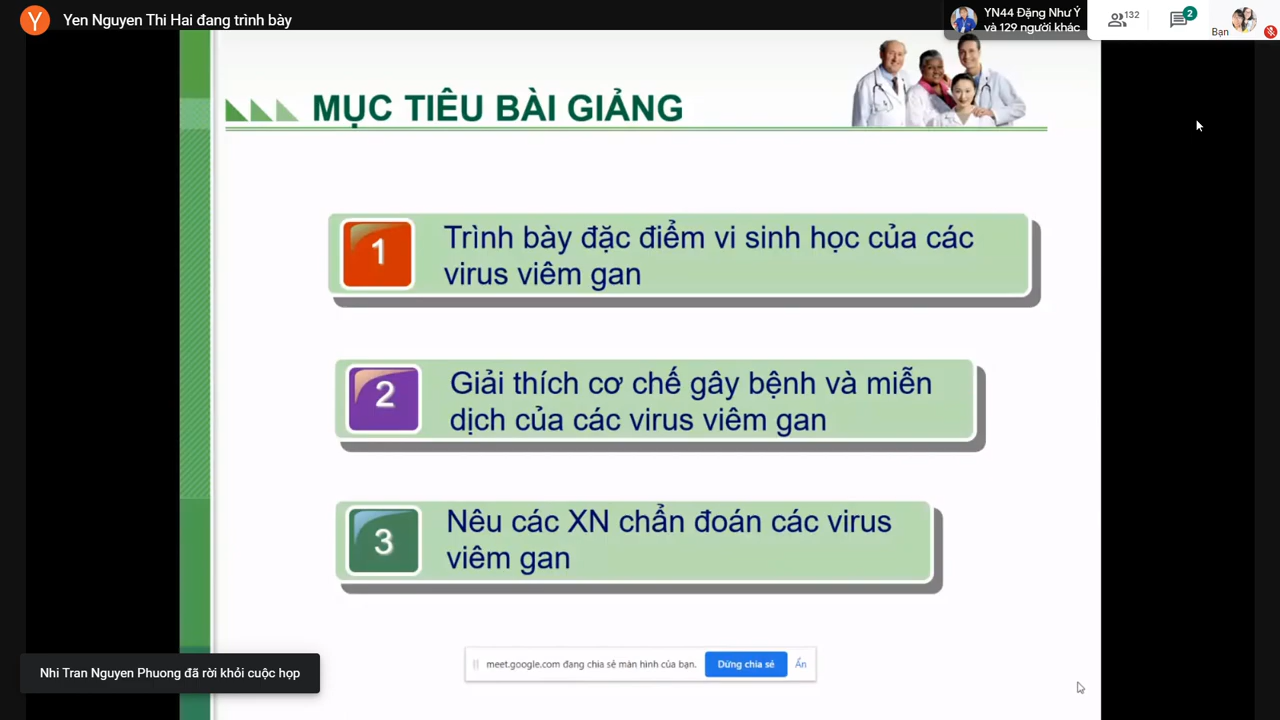 Y Yen Nguyen Thi Hai đang trình bày
YN44 Đặng Như Ý
và 129 người khác
132
2
Bạn
MỤC TIÊU BÀI GIẢNG
1
Trình bày đặc điểm vi sinh học của các
virus viêm gan
2
Giải thích cơ chế gây bệnh và miễn
dịch của các virus viêm gan
3
Nêu các XN chẩn đoán các virus
viêm gan
meet.google.com đang chia sẻ màn hình của bạn. Dừng chia sẻ Ẩn
Nhi Tran Nguyen Phuong đã rời khỏi cuộc họp